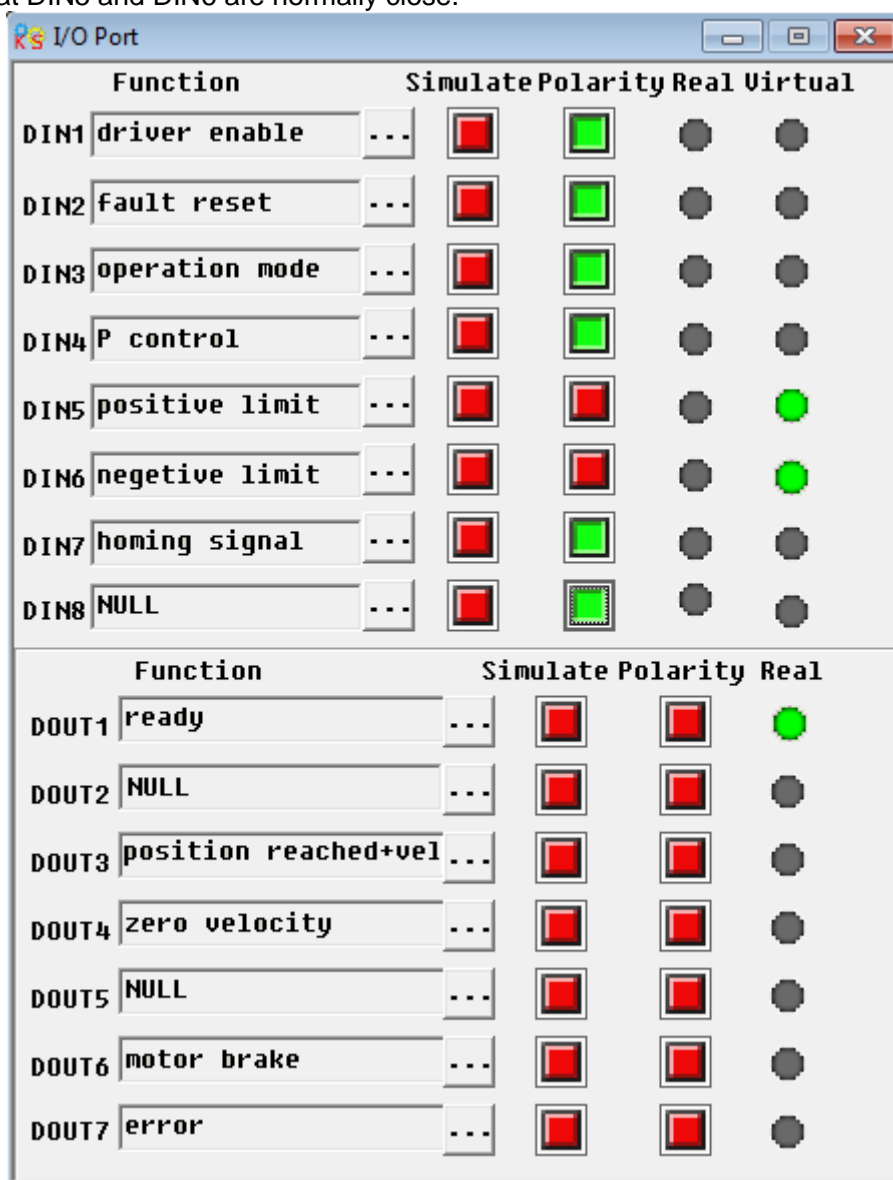 at DIN5 and DIN6 are normally close.
I/O Port
Function Simulate Polarity Real Virtual
DIN1 driver enable ...
DIN2 fault reset ...
DIN3 operation mode ...
DIN4 P control ...
DIN5 positive limit ...
DIN6 negetive limit ...
DIN7 homing signal ...
DIN8 NULL ...
Function Simulate Polarity Real
DOUT1 ready ...
DOUT2 NULL ...
DOUT3 position reached+vel ...
DOUT4 zero velocity ...
DOUT5 NULL ...
DOUT6 motor brake ...
DOUT7 error ...